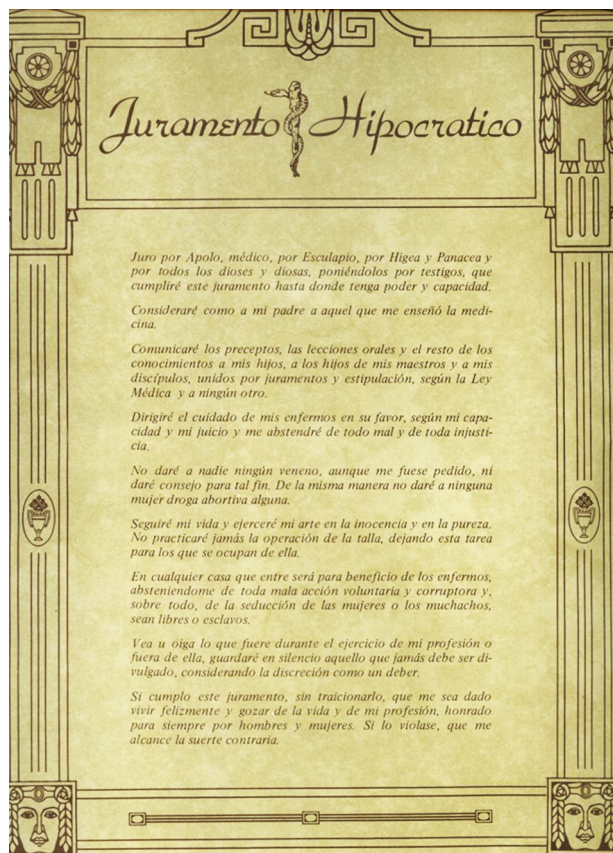 Juramento Hipocratico
Juro por Apolo, médico, por Esculapio, por Higea y Panacea y
por todos los dioses y diosas, poniéndolos por testigos, que
cumpliré este juramento hasta donde tenga poder y capacidad.
Consideraré como a mi padre a aquel que me enseñó la medi-
cina.
Comunicaré los preceptos, las lecciones orales y el resto de los
conocimientos a mis hijos, a los hijos de mis maestros y a mis
discípulos, unidos por juramentos y estipulación, según la Ley
Médica y a ningún otro.
Dirigiré el cuidado de mis enfermos en su favor, según mi capa-
cidad y mi juicio y me abstendré de todo mal y de toda injusti-
cia.
No daré a nadie ningún veneno, aunque me fuese pedido, ni
daré consejo para tal fin. De la misma manera no daré a ninguna
mujer droga abortiva alguna.
Seguiré mi vida y ejerceré mi arte en la inocencia y en la pureza.
No practicaré jamás la operación de la talla, dejando esta tarea
para los que se ocupan de ella.
En cualquier casa que entre será para beneficio de los enfermos,
absteniendome de toda mala acción voluntaria y corruptora y,
sobre todo, de la seducción de las mujeres o los muchachos,
sean libres o esclavos.
Vea u oiga lo que fuere durante el ejercicio de mi profesión o
fuera de ella, guardaré en silencio aquello que jamás debe ser di-
vulgado, considerando la discreción como un deber.
Si cumplo este juramento, sin traicionarlo, que me sea dado
vivir felizmente y gozar de la vida y de mi profesión, honrado
para siempre por hombres y mujeres. Si lo violase, que me
alcance la suerte contraria.